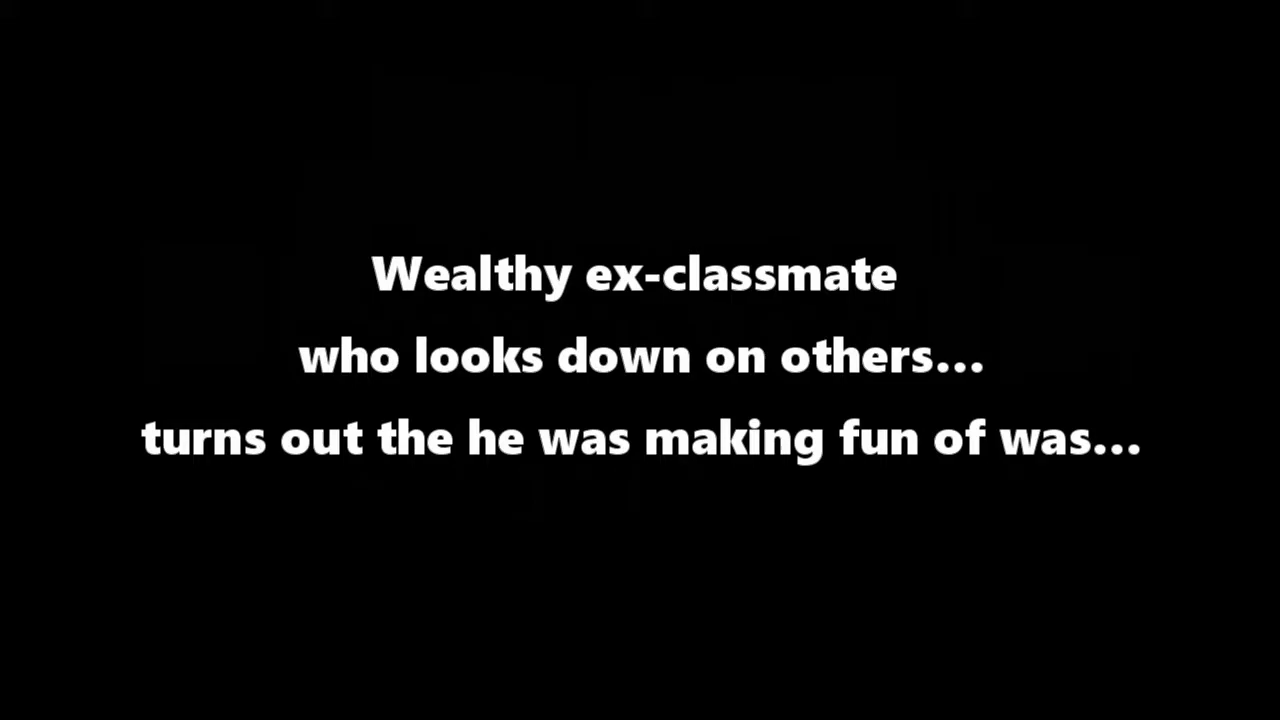 Wealthy ex-classmate
who looks down on others...
turns out the he was making fun of was...